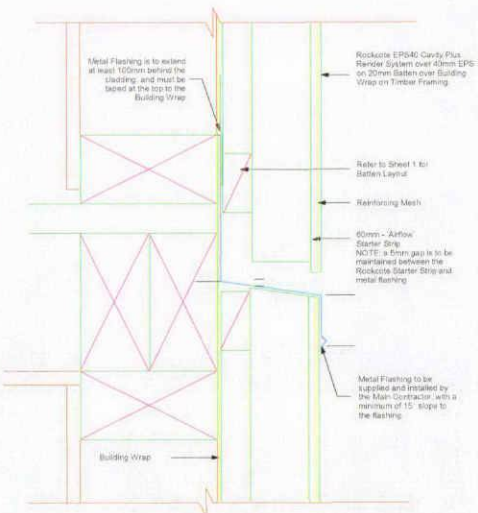 Metal Flashing is to extend
at least 100mm behind the
cladding, and must be
taped at the top to the
Building Wrap
Rockcote EPS40 Cavity Plus
Render System over 40mm EPS
on 20mm Batten over Building
Wrap on Timber Framing.
Refer to Sheet 1 for
Batten Layout
Reinforcing Mesh
60mm - 'Airflow'
Starter Strip
NOTE: a 5mm gap is to be
maintained between the
Rockcote Starter Strip and
metal flashing
Metal Flashing to be
supplied and installed by
the Main Contractor, with a
minimum of 15° slope to
the flashing.
Building Wrap